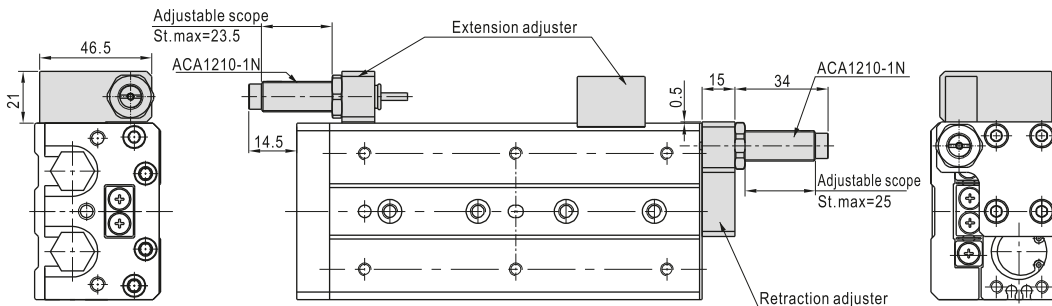 Adjustable scope
St.max=23.5
ACA1210-1N
Extension adjuster
46.5
21
14.5
0.5
15
34
ACA1210-1N
Adjustable scope
St.max=25
Retraction adjuster